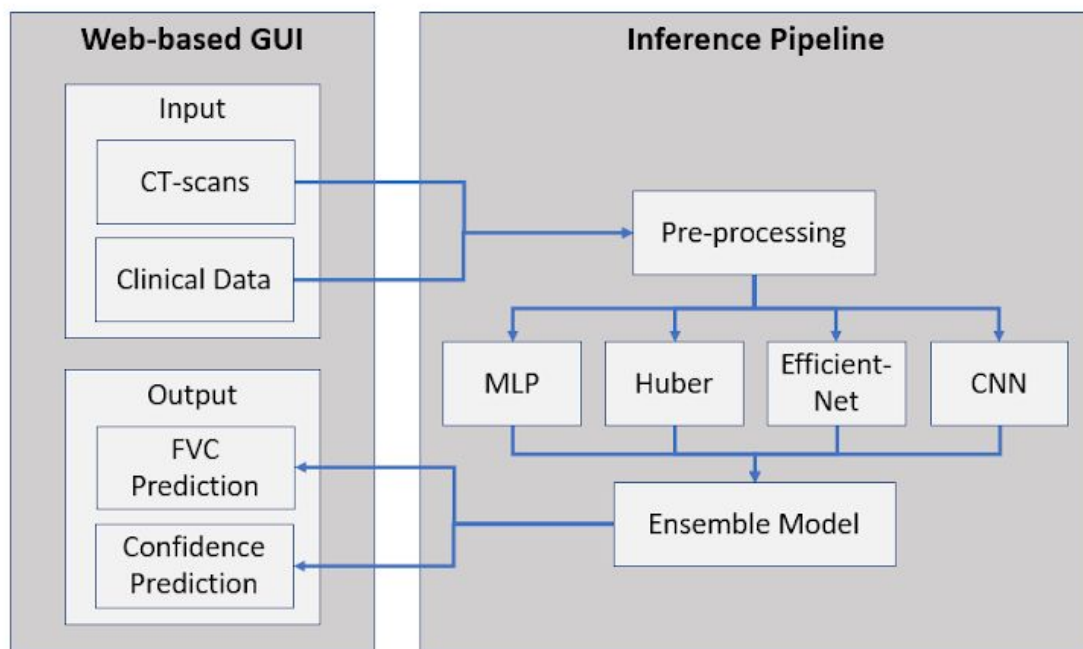 Web-based GUI
Input
CT-scans
Clinical Data
Output
FVC
Prediction
Confidence
Prediction
Inference Pipeline
Pre-processing
MLP
Huber
Efficient-
Net
CNN
Ensemble Model